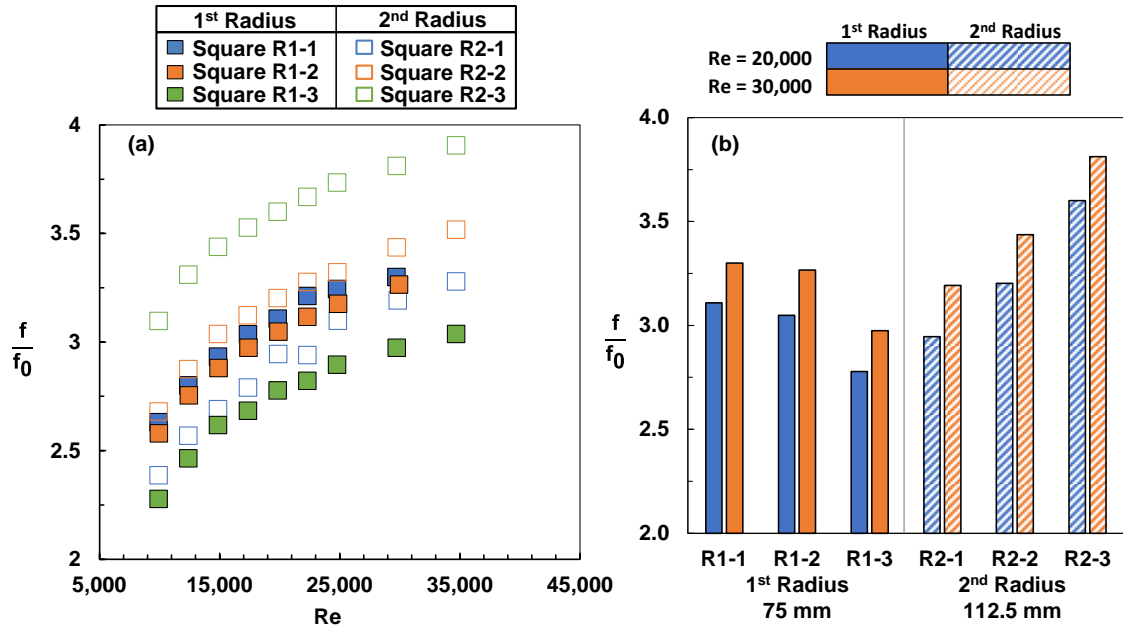 1st Radius 2nd Radius
Square R1-1 Square R2-1
Square R1-2 Square R2-2
Square R1-3 Square R2-3
(a)
4
3.5
3
2.5
2
f
f0
5,000 15,000 25,000 35,000 45,000
Re
1st Radius 2nd Radius
Re = 20,000
Re = 30,000
(b)
4.0
3.5
3.0
2.5
2.0
f
f0
R1-1 R1-2 R1-3 R2-1 R2-2 R2-3
1st Radius 2nd Radius
75 mm 112.5 mm